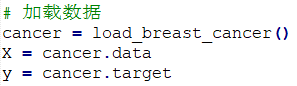 # 加载数据
cancer = load_breast_cancer()
X = cancer.data
y = cancer.target